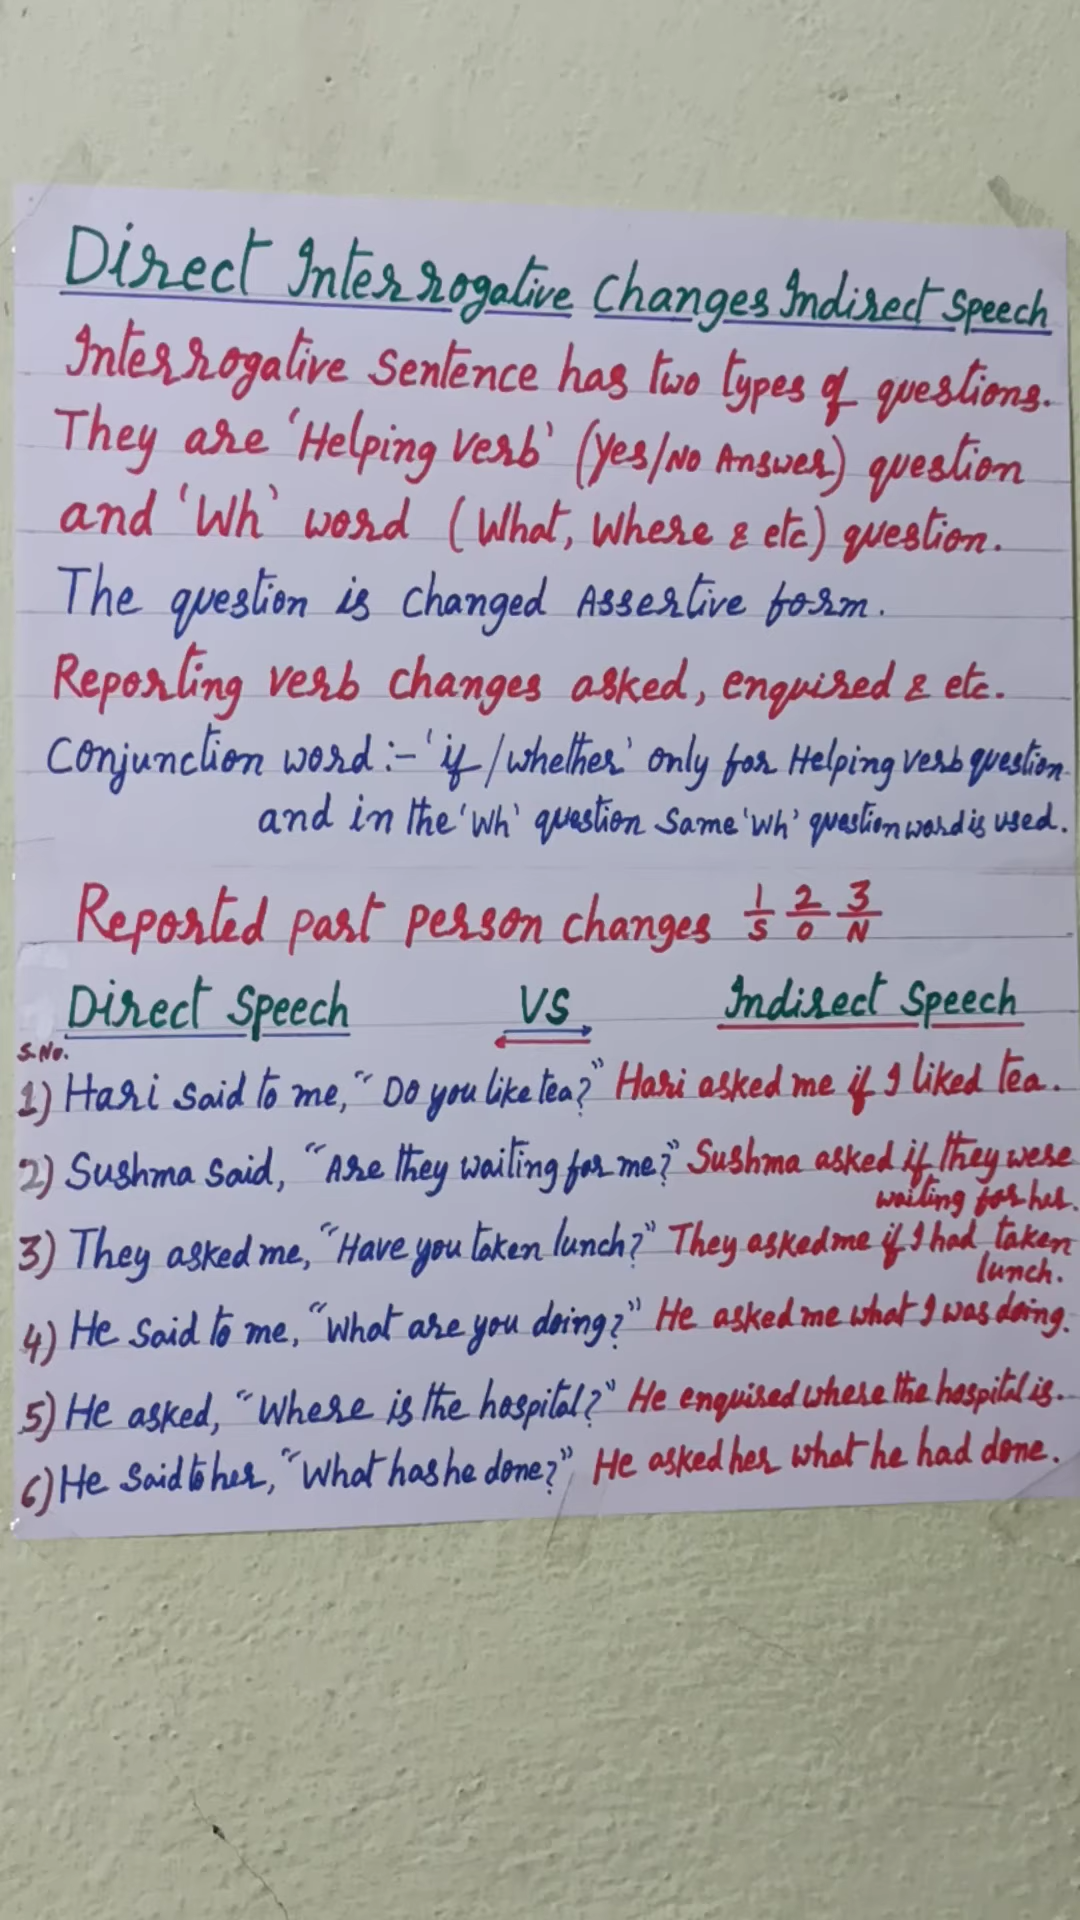 Direct Interrogative Changes Indirect Speech
Interrogative Sentence has two types of questions.
They are 'Helping verb' (Yes/No Answer) question
and 'Wh' word (What, Where & etc) question.
The question is changed Assertive form.
Reporting verb changes asked, enquired & etc.
Conjunction word :- 'if/whether' only for Helping verb question
and in the 'Wh' question Same 'Wh' question word is used.
Reported part person changes 1/S 2/O 3/N
Direct Speech VS Indirect Speech
S.No.
1) Hari Said to me, "Do you like tea?" Hari asked me if I liked tea.
2) Sushma Said, "Are they waiting for me?" Sushma asked if they were
waiting for her.
3) They asked me, "Have you taken lunch?" They asked me if I had taken
lunch.
4) He Said to me, "What are you doing?" He asked me what I was doing.
5) He asked, "Where is the hospital?" He enquired where the hospital is.
6) He Said to her, "What has he done?" He asked her what he had done.